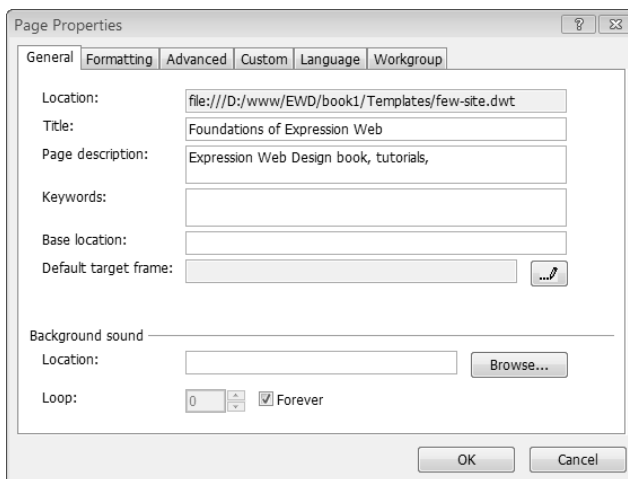 Page Properties
General Formatting Advanced Custom Language Workgroup
Location: file:///D:/www/EWD/book1/Templates/few-site.dwt
Title: Foundations of Expression Web
Page description: Expression Web Design book, tutorials,
Keywords:
Base location:
Default target frame:
Background sound
Location: Browse...
Loop: 0 Forever
OK Cancel